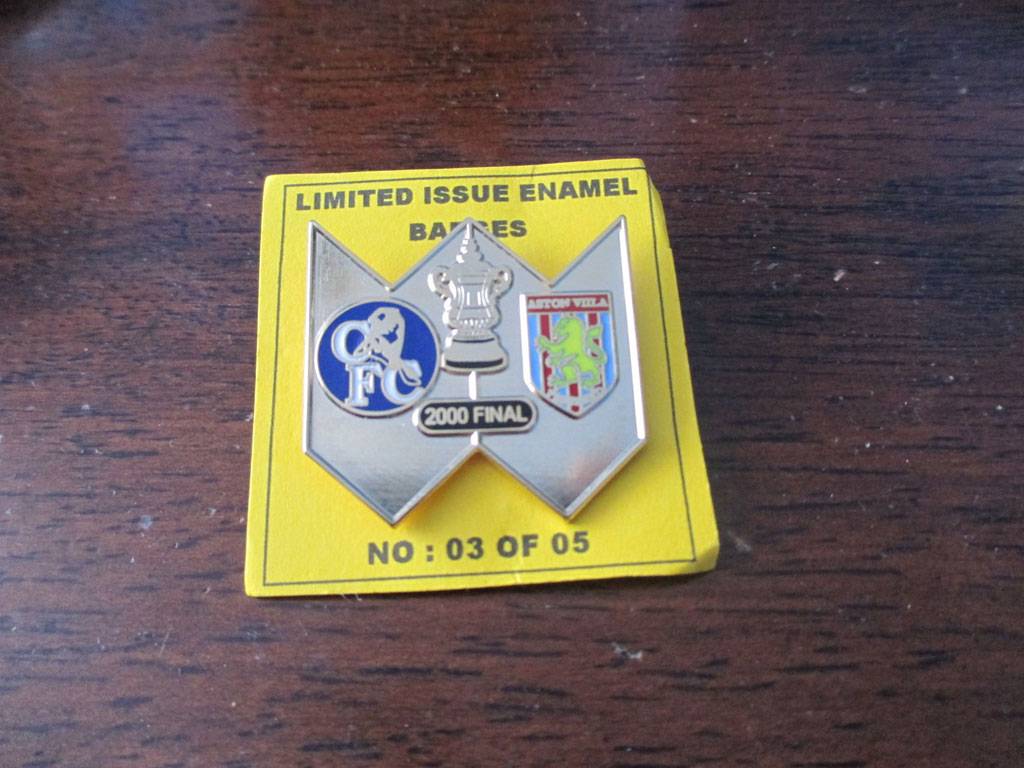 LIMITED ISSUE ENAMEL
BADGES
CFC
ASTON VILLA
2000 FINAL
NO : 03 OF 05